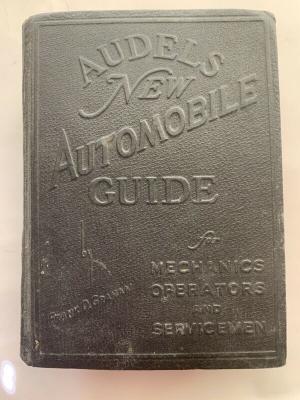 AUDELS
NEW
AUTOMOBILE
GUIDE
for
MECHANICS
OPERATORS
AND
SERVICEMEN
by
FRANK D. GRAHAM